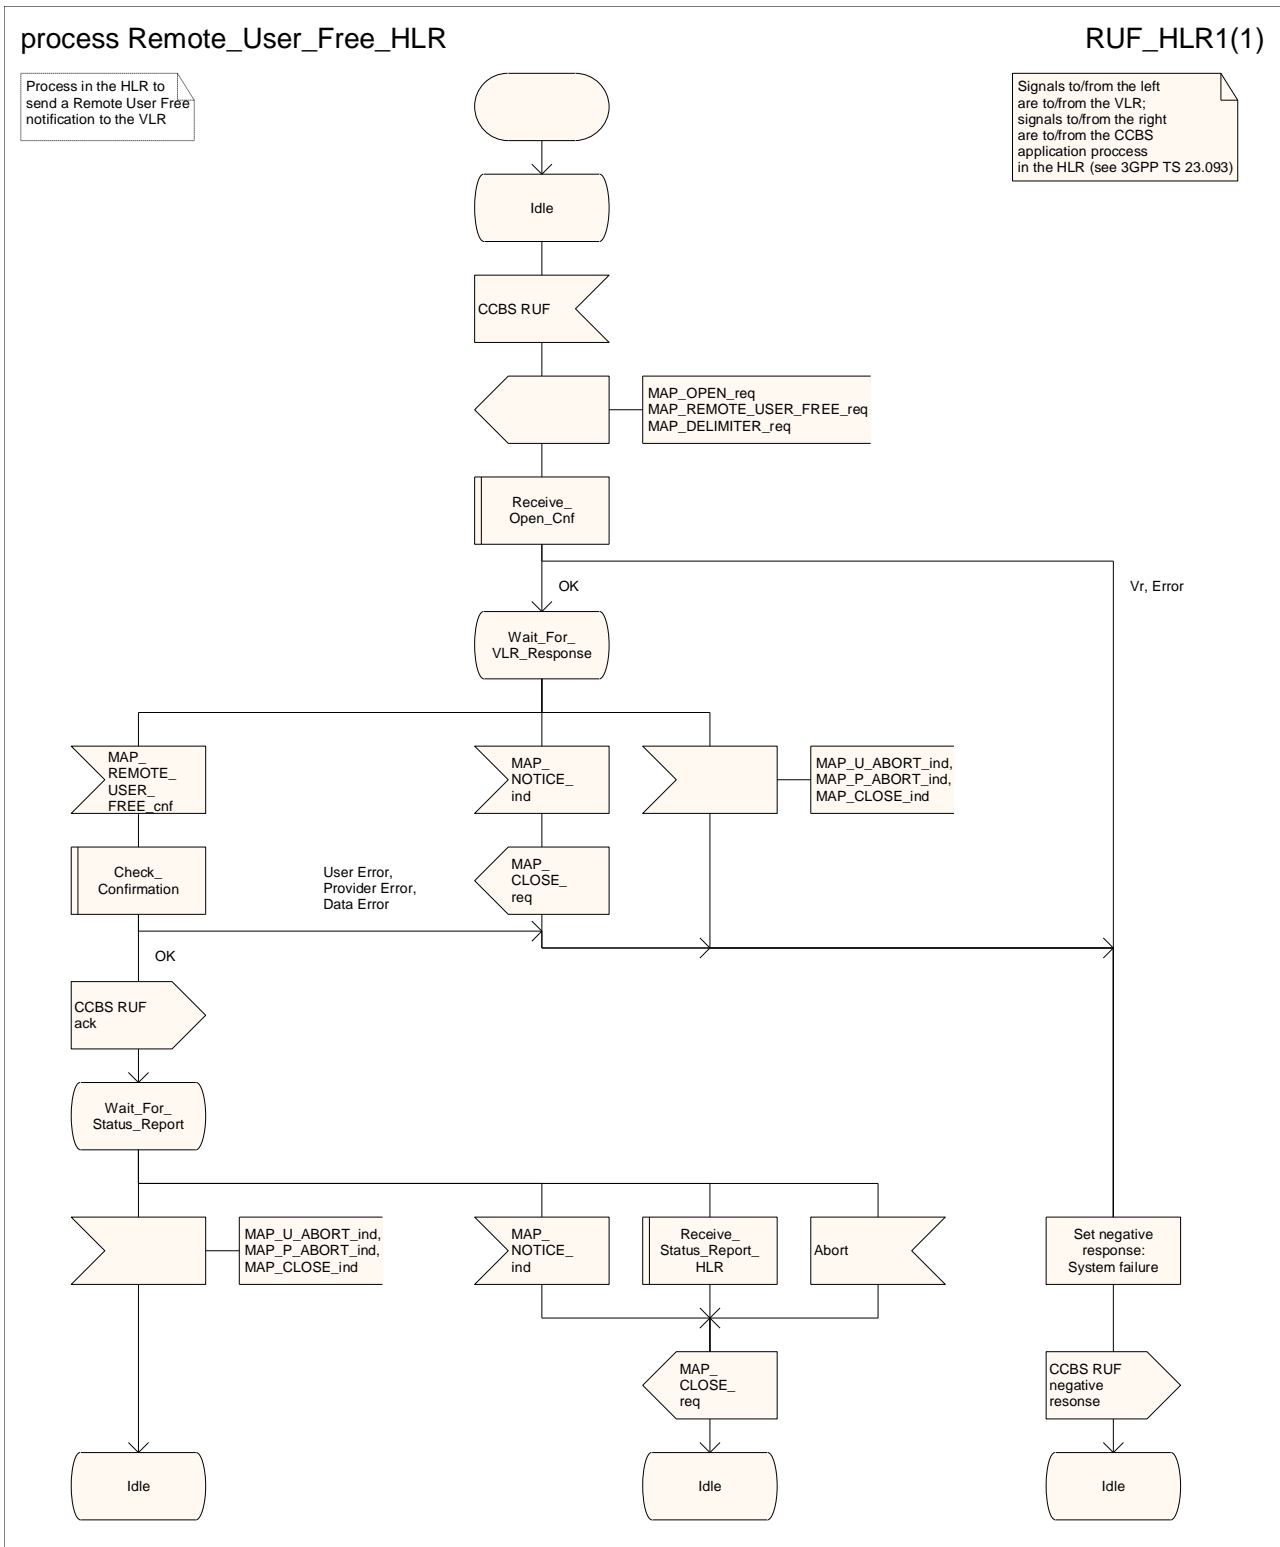 process Remote_User_Free_HLR
RUF_HLR1(1)
Process in the HLR to
send a Remote User Free
notification to the VLR
Signals to/from the left
are to/from the VLR;
signals to/from the right
are to/from the CCBS
application proccess
in the HLR (see 3GPP TS 23.093)
Idle
CCBS RUF
MAP_OPEN_req
MAP_REMOTE_USER_FREE_req
MAP_DELIMITER_req
Receive_
Open_Cnf
OK
Vr, Error
Wait_For_
VLR_Response
MAP_
REMOTE_
USER_
FREE_cnf
MAP_
NOTICE_
ind
MAP_U_ABORT_ind,
MAP_P_ABORT_ind,
MAP_CLOSE_ind
Check_
Confirmation
User Error,
Provider Error,
Data Error
MAP_
CLOSE_
req
OK
CCBS RUF
ack
Wait_For_
Status_Report
MAP_U_ABORT_ind,
MAP_P_ABORT_ind,
MAP_CLOSE_ind
MAP_
NOTICE_
ind
Receive_
Status_Report_
HLR
Abort
Set negative
response:
System failure
MAP_
CLOSE_
req
CCBS RUF
negative
resonse
Idle
Idle
Idle